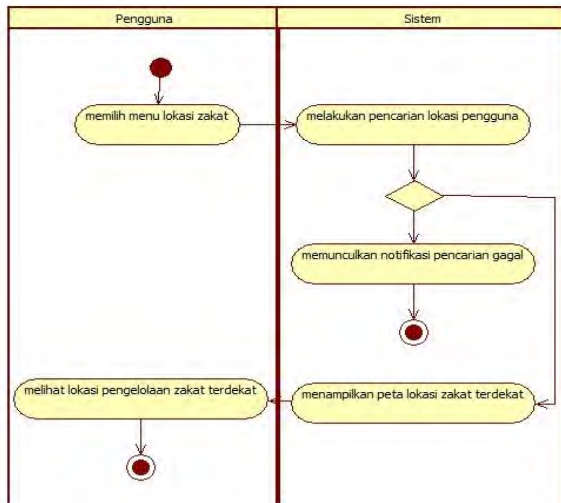 Pengguna
Sistem
memilih menu lokasi zakat
melakukan pencarian lokasi pengguna
memunculkan notifikasi pencarian gagal
melihat lokasi pengelolaan zakat terdekat
menampilkan peta lokasi zakat terdekat